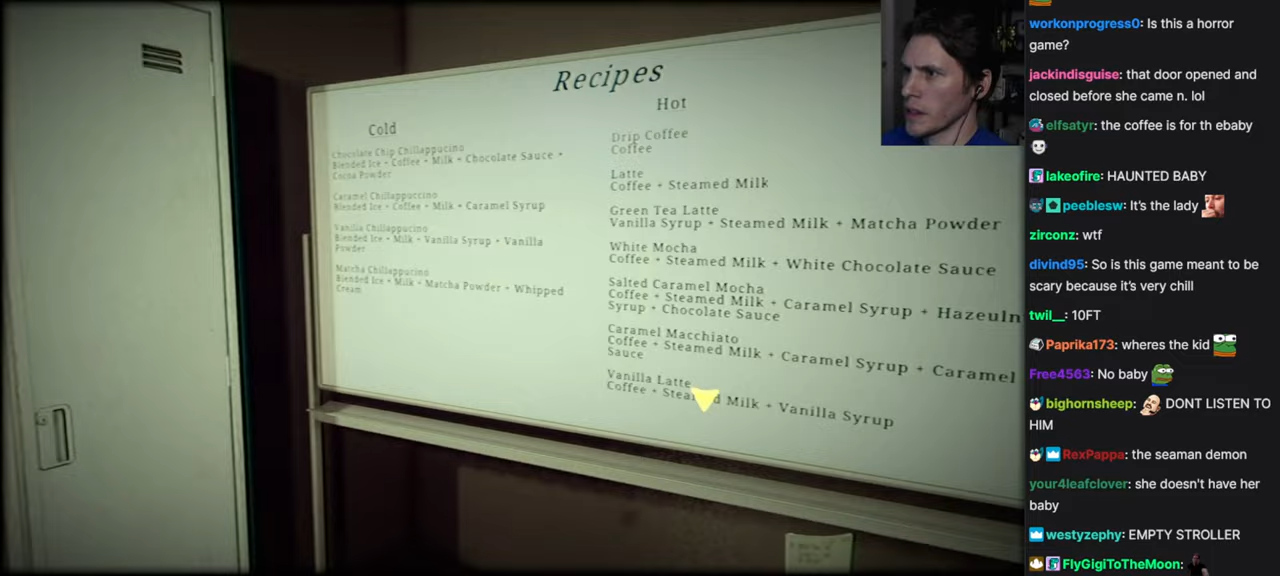 Recipes
Cold
Chocolate Chip Chillappucino
Blended Ice + Coffee + Milk + Chocolate Sauce +
Cocoa Powder
Caramel Chillappuccino
Blended Ice + Coffee + Milk + Caramel Syrup
Vanilla Chillappucino
Blended Ice + Milk + Vanilla Syrup + Vanilla
Powder
Matcha Chillappucino
Blended Ice + Milk + Matcha Powder + Whipped
Cream
Hot
Drip Coffee
Coffee
Latte
Coffee + Steamed Milk
Green Tea Latte
Vanilla Syrup + Steamed Milk + Matcha Powder
White Mocha
Coffee + Steamed Milk + White Chocolate Sauce
Salted Caramel Mocha
Coffee + Steamed Milk + Caramel Syrup + Hazeuln
Syrup + Chocolate Sauce
Caramel Macchiato
Coffee + Steamed Milk + Caramel Syrup + Caramel
Sauce
Vanilla Latte
Coffee + Steamed Milk + Vanilla Syrup
workonprogress0: Is this a horror
game?
jackindisguise: that door opened and
closed before she came n. lol
elfsatyr: the coffee is for th ebaby
lakeofire: HAUNTED BABY
peeblesw: It's the lady
zirconz: wtf
divind95: So is this game meant to be
scary because it's very chill
twil__: 10FT
Paprika173: wheres the kid
Free4563: No baby
bighornsheep: DONT LISTEN TO
HIM
RexPappa: the seaman demon
your4leafclover: she doesn't have her
baby
westyzephy: EMPTY STROLLER
FlyGigiToTheMoon: